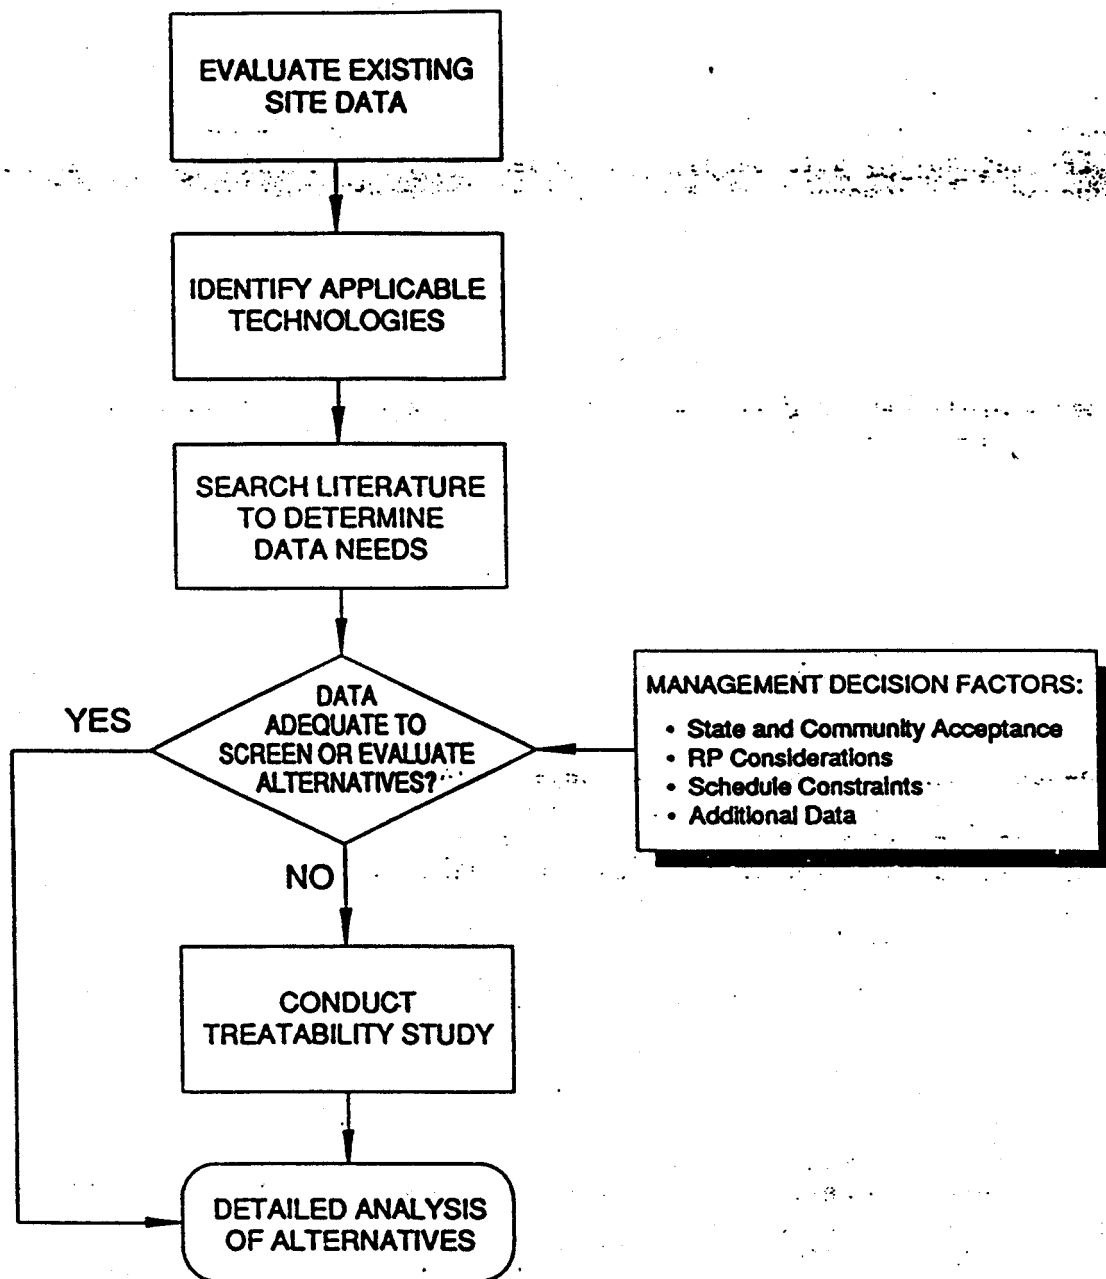 EVALUATE EXISTING
SITE DATA
IDENTIFY APPLICABLE
TECHNOLOGIES
SEARCH LITERATURE
TO DETERMINE
DATA NEEDS
DATA
ADEQUATE TO
SCREEN OR EVALUATE
ALTERNATIVES?
YES
NO
MANAGEMENT DECISION FACTORS:
• State and Community Acceptance
• RP Considerations
• Schedule Constraints
• Additional Data
CONDUCT
TREATABILITY STUDY
DETAILED ANALYSIS
OF ALTERNATIVES